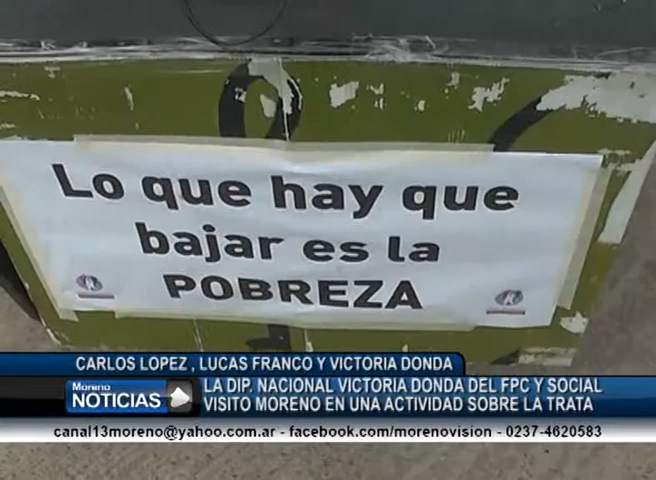 Lo que hay que
bajar es la
POBREZA
CARLOS LOPEZ , LUCAS FRANCO Y VICTORIA DONDA
Moreno
NOTICIAS
LA DIP. NACIONAL VICTORIA DONDA DEL FPC Y SOCIAL
VISITO MORENO EN UNA ACTIVIDAD SOBRE LA TRATA
canal13moreno@yahoo.com.ar - facebook.com/morenovision - 0237-4620583